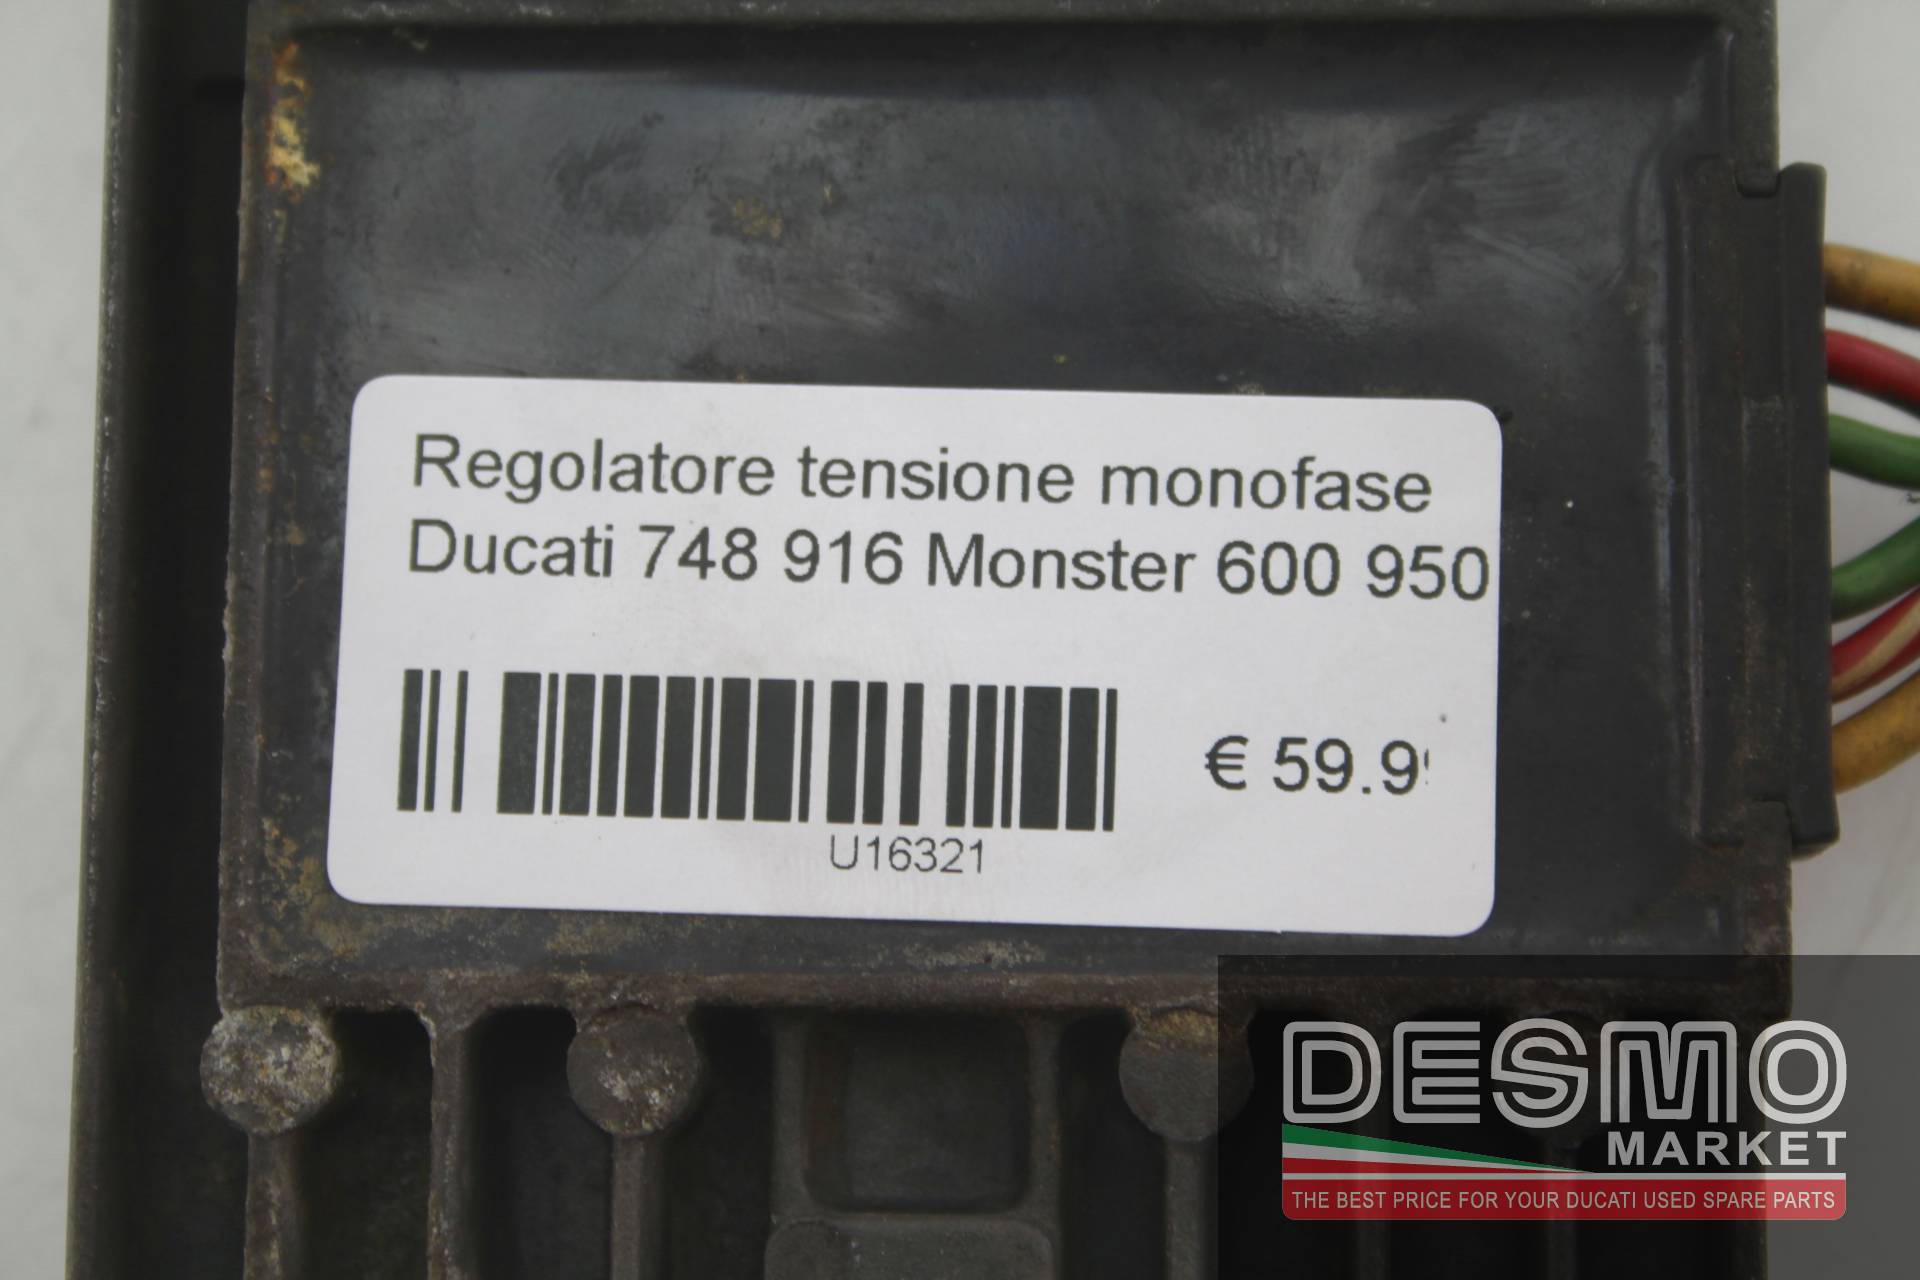 Regolatore tensione monofase
Ducati 748 916 Monster 600 950
€ 59.9
U16321
DESMO
MARKET
THE BEST PRICE FOR YOUR DUCATI USED SPARE PARTS